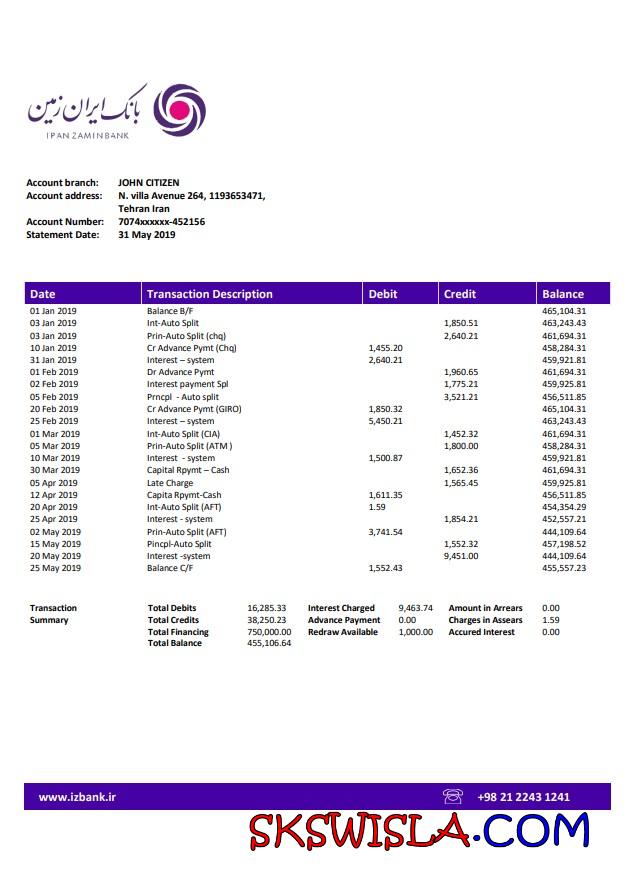 بانک ایران زمین
IPANZAMINBANK
Account branch: JOHN CITIZEN
Account address: N. villa Avenue 264, 1193653471,
Tehran Iran
Account Number: 7074xxxxxx-452156
Statement Date: 31 May 2019
Date Transaction Description Debit Credit Balance
01 Jan 2019 Balance B/F 465,104.31
03 Jan 2019 Int-Auto Split 1,850.51 463,243.43
03 Jan 2019 Prin-Auto Split (chq) 2,640.21 461,694.31
10 Jan 2019 Cr Advance Pymt (Chq) 1,455.20 458,284.31
31 Jan 2019 Interest – system 2,640.21 459,921.81
01 Feb 2019 Dr Advance Pymt 1,960.65 461,694.31
02 Feb 2019 Interest payment Spl 1,775.21 459,925.81
05 Feb 2019 Prncpl - Auto split 3,521.21 456,511.85
20 Feb 2019 Cr Advance Pymt (GIRO) 1,850.32 465,104.31
25 Feb 2019 Interest – system 5,450.21 463,243.43
01 Mar 2019 Int-Auto Split (CIA) 1,452.32 461,694.31
05 Mar 2019 Prin-Auto Split (ATM ) 1,800.00 458,284.31
10 Mar 2019 Interest - system 1,500.87 459,921.81
30 Mar 2019 Capital Rpymt – Cash 1,652.36 461,694.31
05 Apr 2019 Late Charge 1,565.45 459,925.81
12 Apr 2019 Capita Rpymt-Cash 1,611.35 456,511.85
20 Apr 2019 Int-Auto Split (AFT) 1.59 454,354.29
25 Apr 2019 Interest - system 1,854.21 452,557.21
02 May 2019 Prin-Auto Split (AFT) 3,741.54 444,109.64
15 May 2019 Pincpl-Auto Split 1,552.32 457,198.52
20 May 2019 Interest -system 9,451.00 444,109.64
25 May 2019 Balance C/F 1,552.43 455,557.23
Transaction Total Debits 16,285.33 Interest Charged 9,463.74 Amount in Arrears 0.00
Summary Total Credits 38,250.23 Advance Payment 0.00 Charges in Assears 1.59
Total Financing 750,000.00 Redraw Available 1,000.00 Accured Interest 0.00
Total Balance 455,106.64
www.izbank.ir ☏ +98 21 2243 1241
SKSWISLA.COM